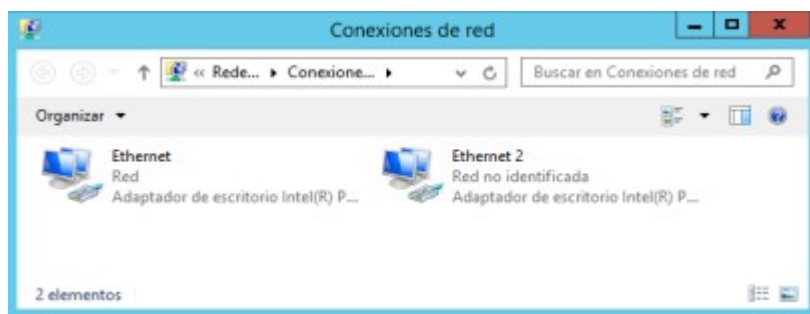 Conexiones de red
« Rede... ▸ Conexione... ▸
Buscar en Conexiones de red
Organizar
Ethernet
Red
Adaptador de escritorio Intel(R) P...
Ethernet 2
Red no identificada
Adaptador de escritorio Intel(R) P...
2 elementos